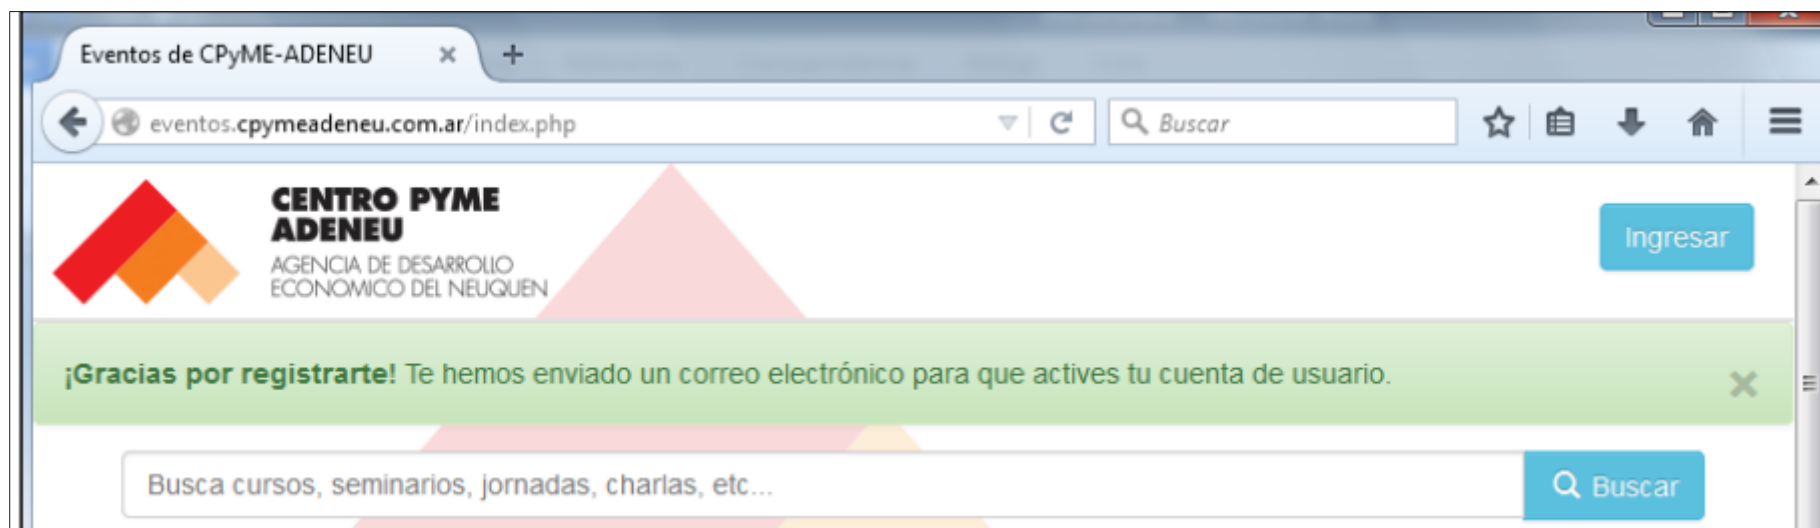 Eventos de CPyME-ADENEU
eventos.cpymeadeneu.com.ar/index.php
Buscar
CENTRO PYME
ADENEU
AGENCIA DE DESARROLLO
ECONOMICO DEL NEUQUEN
Ingresar
¡Gracias por registrarte! Te hemos enviado un correo electrónico para que actives tu cuenta de usuario.
Busca cursos, seminarios, jornadas, charlas, etc...
Buscar